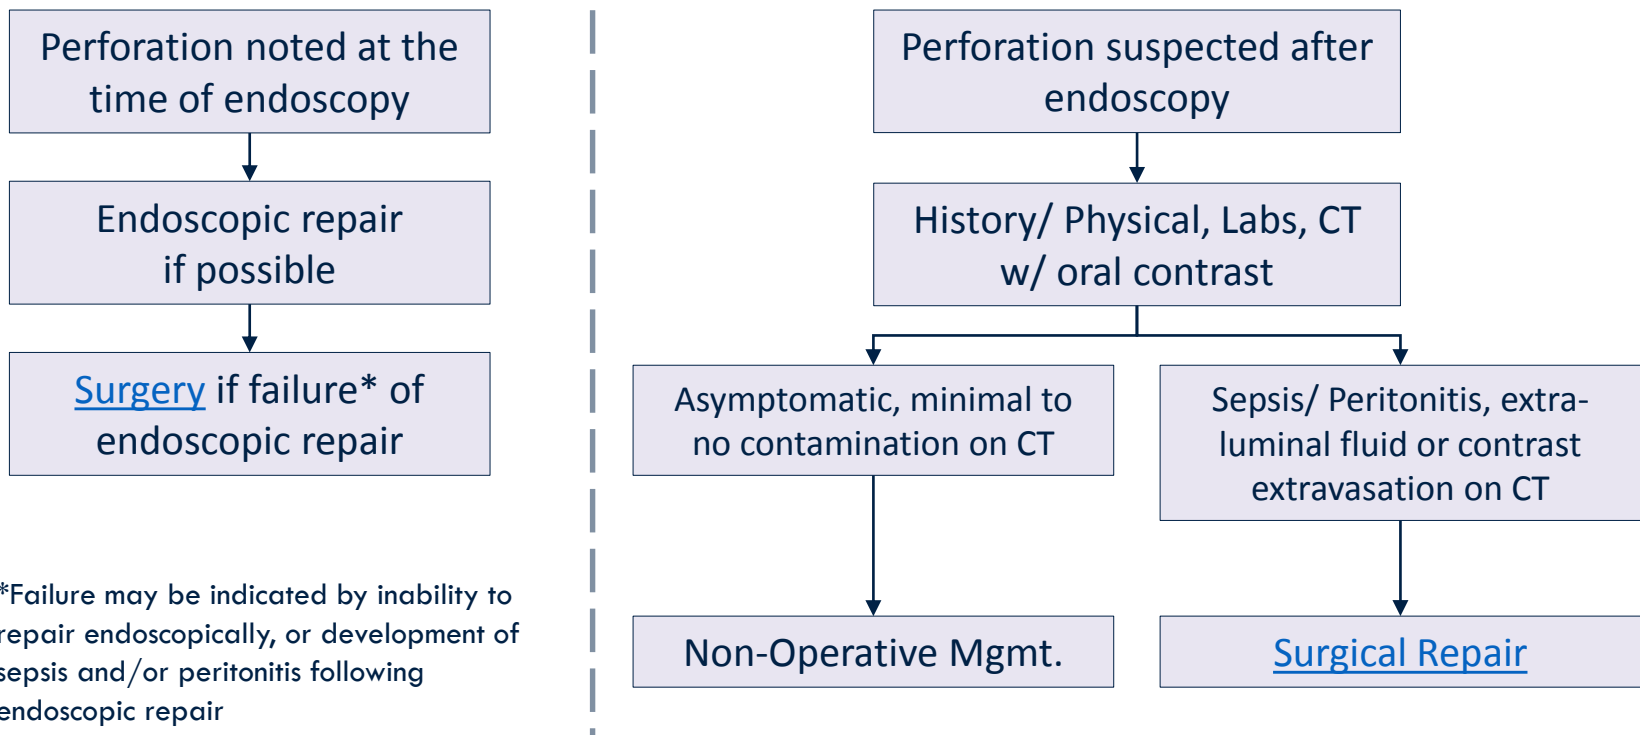 Perforation noted at the
time of endoscopy
Endoscopic repair
if possible
Surgery if failure* of
endoscopic repair
*Failure may be indicated by inability to
repair endoscopically, or development of
sepsis and/or peritonitis following
endoscopic repair
Perforation suspected after
endoscopy
History/ Physical, Labs, CT
w/ oral contrast
Asymptomatic, minimal to
no contamination on CT
Sepsis/ Peritonitis, extra-
luminal fluid or contrast
extravasation on CT
Non-Operative Mgmt.
Surgical Repair